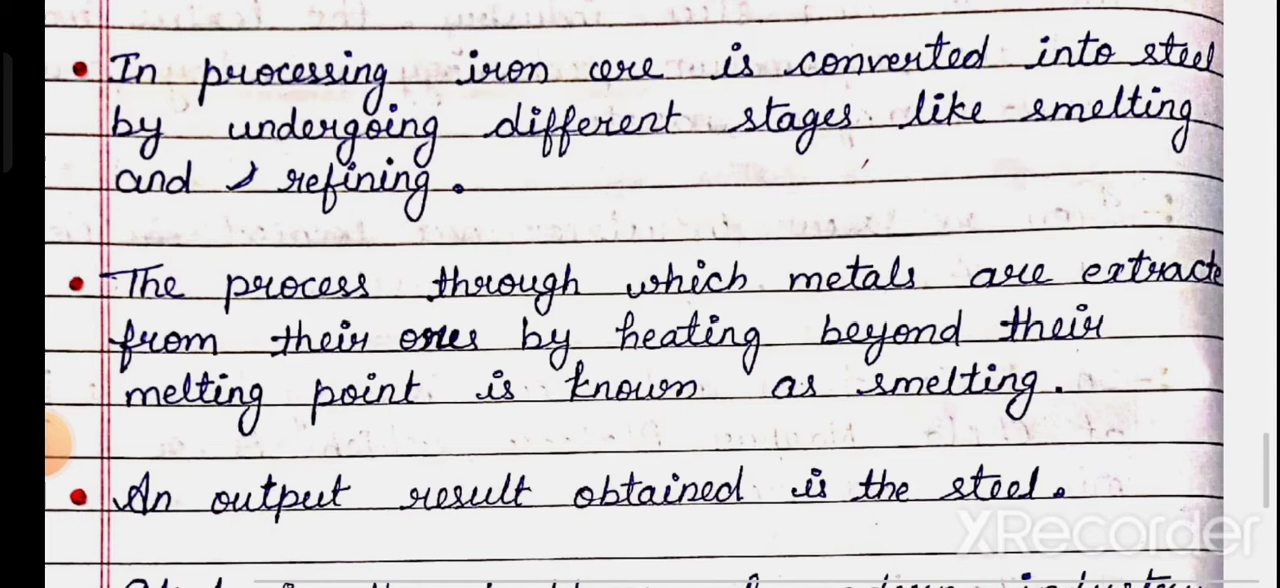 • In processing iron ore is converted into steel
by undergoing different stages like smelting
and refining.
• The process through which metals are extracte
from their ores by heating beyond their
melting point is known as smelting.
• An output result obtained is the steel.
XRecorder